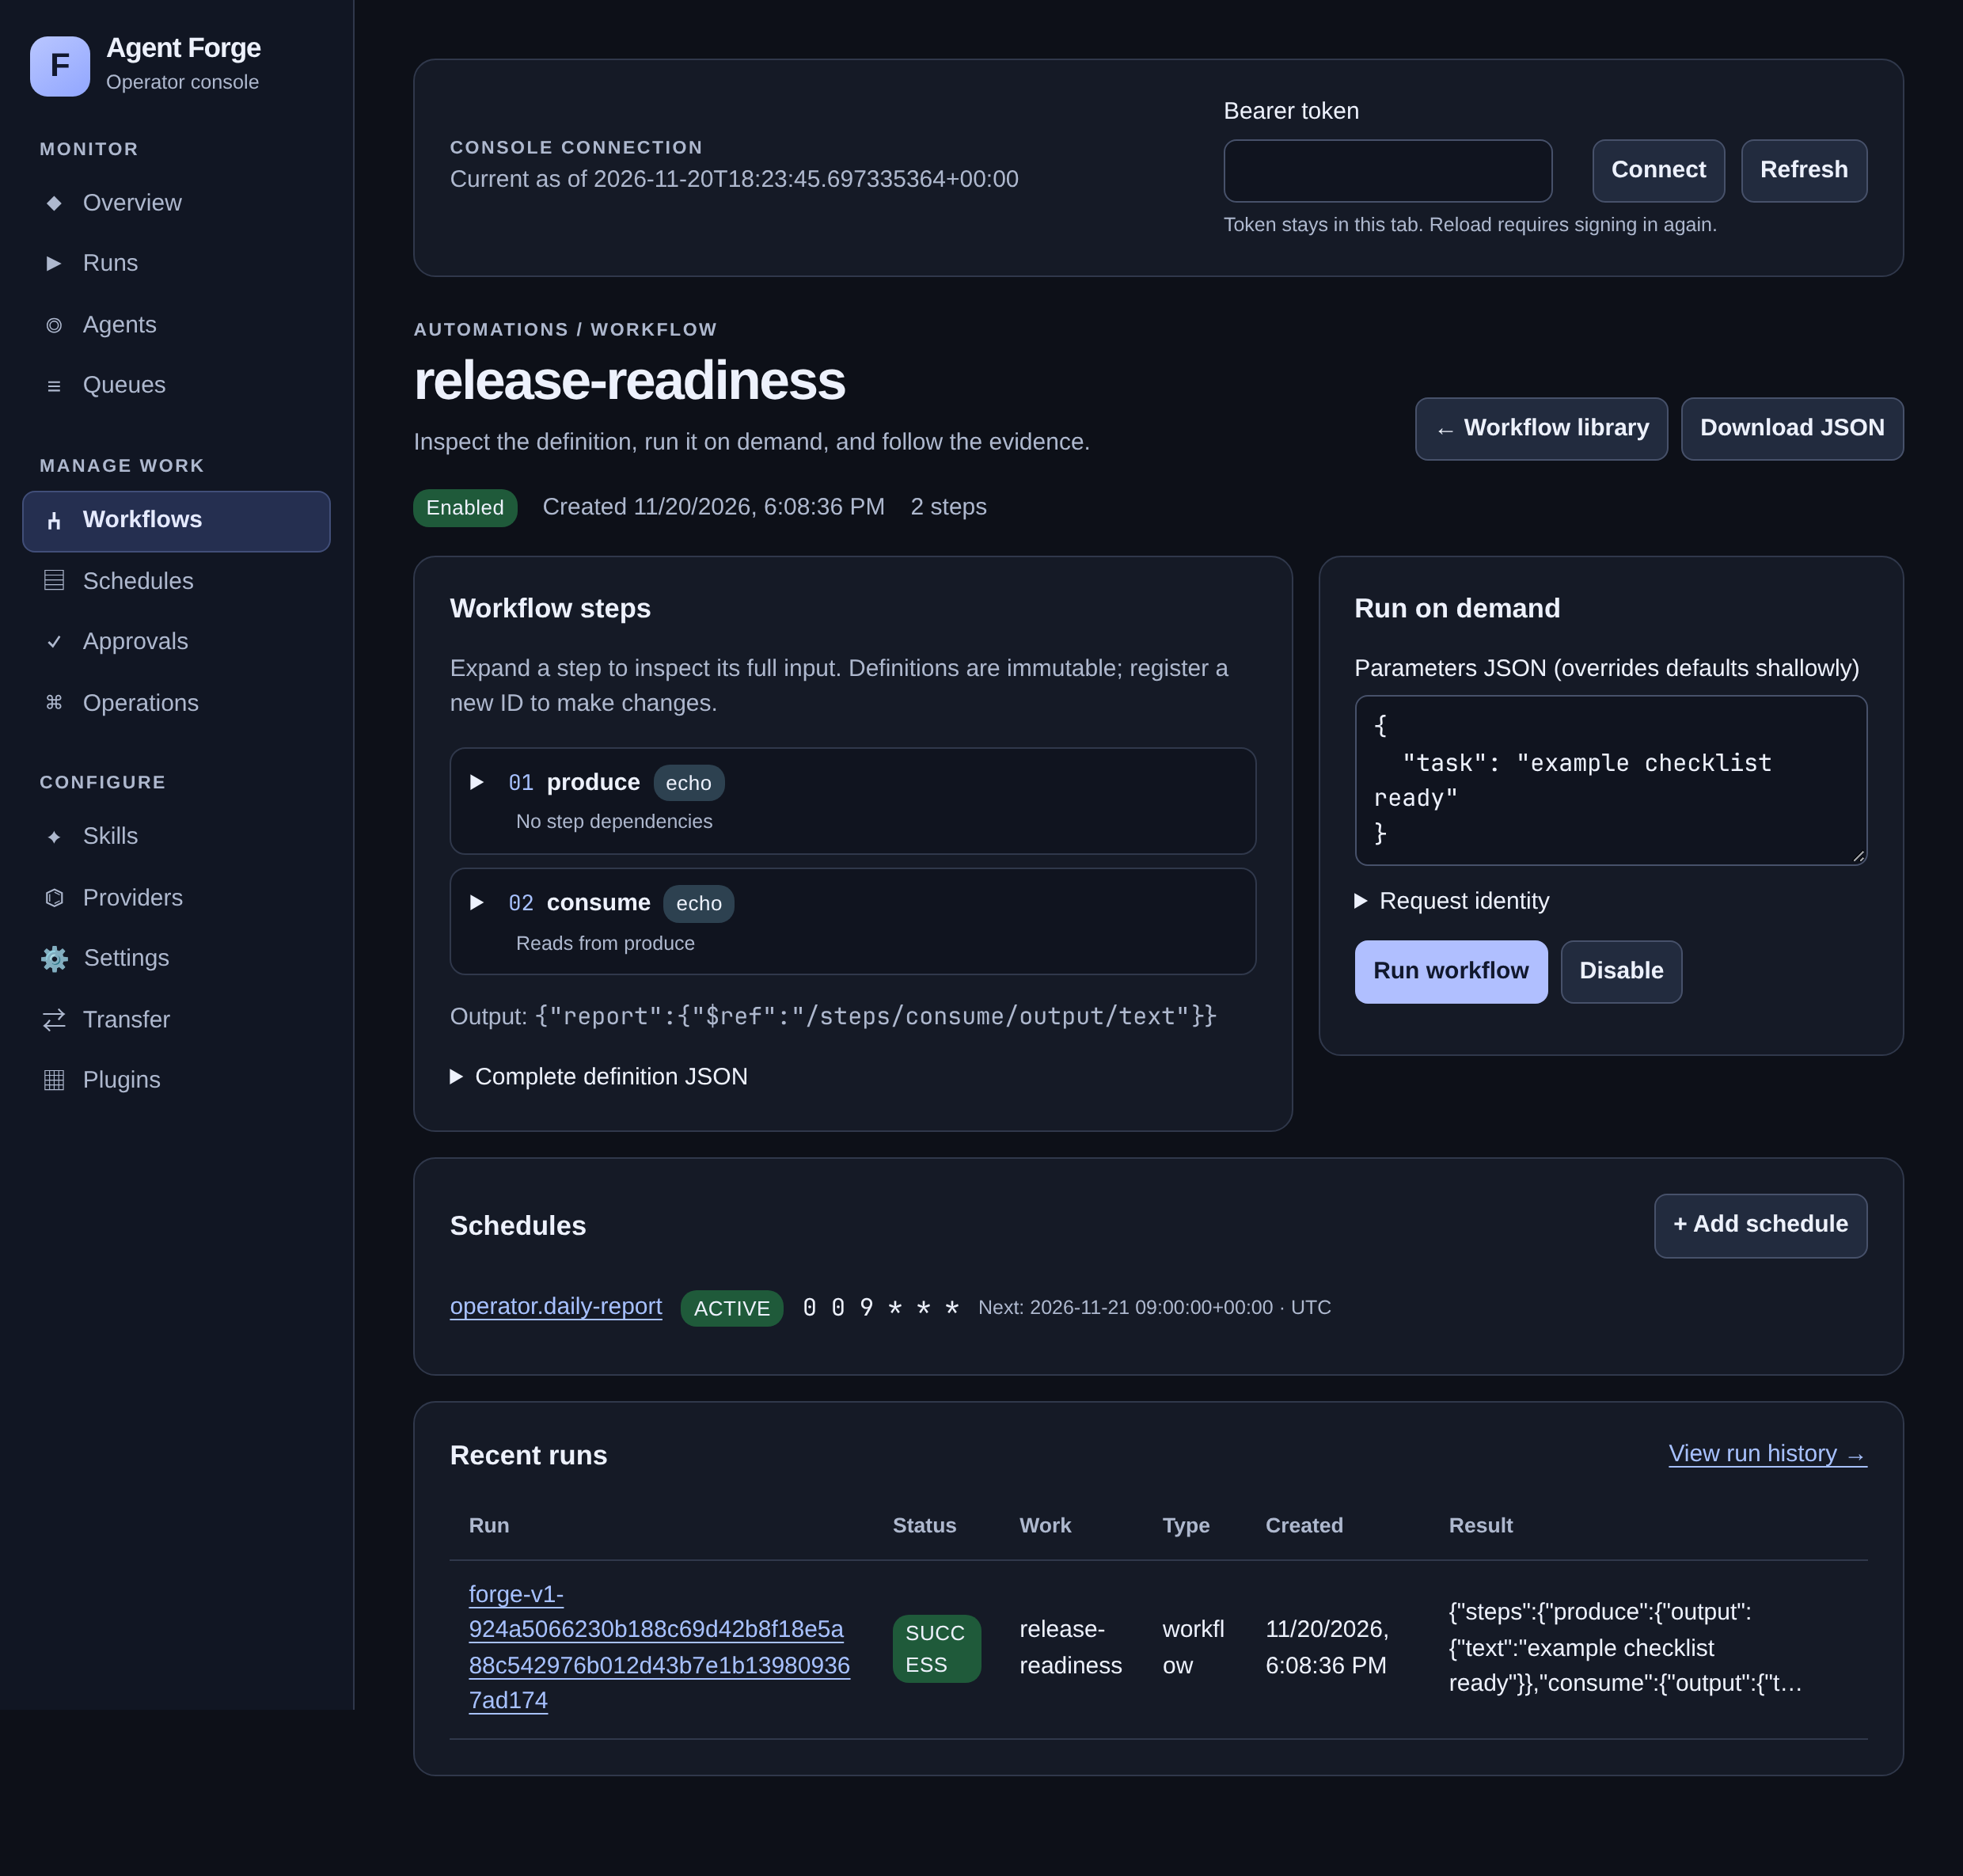 F
Agent Forge
Operator console
MONITOR
Overview
Runs
Agents
Queues
MANAGE WORK
Workflows
Schedules
Approvals
Operations
CONFIGURE
Skills
Providers
Settings
Transfer
Plugins
CONSOLE CONNECTION
Current as of 2026-11-20T18:23:45.697335364+00:00
Bearer token
Connect
Refresh
Token stays in this tab. Reload requires signing in again.
AUTOMATIONS / WORKFLOW
release-readiness
Inspect the definition, run it on demand, and follow the evidence.
← Workflow library
Download JSON
Enabled Created 11/20/2026, 6:08:36 PM 2 steps
Workflow steps
Expand a step to inspect its full input. Definitions are immutable; register a
new ID to make changes.
01 produce echo
No step dependencies
02 consume echo
Reads from produce
Output: {"report":{"$ref":"/steps/consume/output/text"}}
Complete definition JSON
Run on demand
Parameters JSON (overrides defaults shallowly)
{
"task": "example checklist
ready"
}
Request identity
Run workflow
Disable
Schedules
+ Add schedule
operator.daily-report ACTIVE 0 0 9 * * * Next: 2026-11-21 09:00:00+00:00 · UTC
Recent runs
View run history →
Run Status Work Type Created Result
forge-v1-
924a5066230b188c69d42b8f18e5a
88c542976b012d43b7e1b13980936
7ad174
SUCC
ESS
release-
readiness
workfl
ow
11/20/2026,
6:08:36 PM
{"steps":{"produce":{"output":
{"text":"example checklist
ready"}},"consume":{"output":{"t…